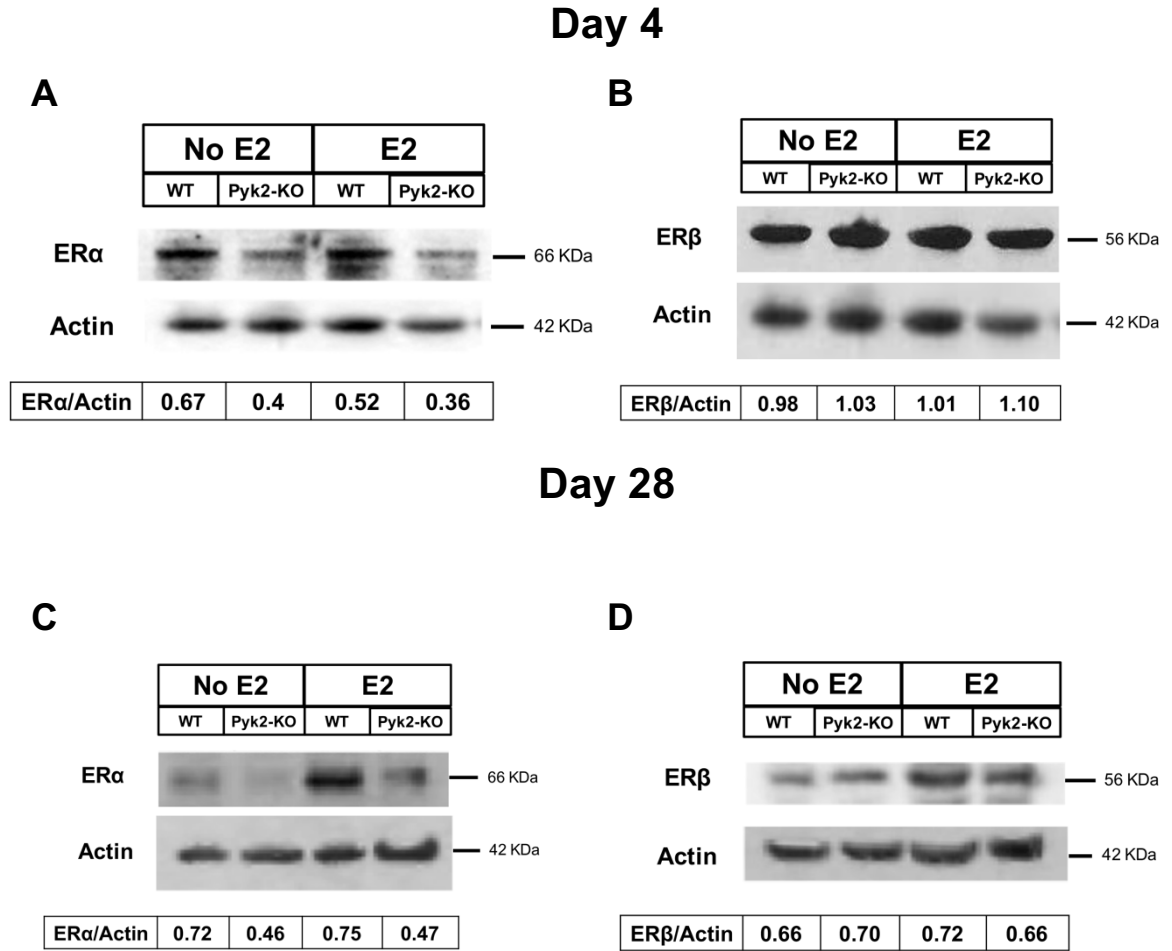 Day 4
A
No E2 E2
WT Pyk2-KO WT Pyk2-KO
ERα 66 KDa
Actin 42 KDa
ERα/Actin 0.67 0.4 0.52 0.36
B
No E2 E2
WT Pyk2-KO WT Pyk2-KO
ERβ 56 KDa
Actin 42 KDa
ERβ/Actin 0.98 1.03 1.01 1.10
Day 28
C
No E2 E2
WT Pyk2-KO WT Pyk2-KO
ERα 66 KDa
Actin 42 KDa
ERα/Actin 0.72 0.46 0.75 0.47
D
No E2 E2
WT Pyk2-KO WT Pyk2-KO
ERβ 56 KDa
Actin 42 KDa
ERβ/Actin 0.66 0.70 0.72 0.66